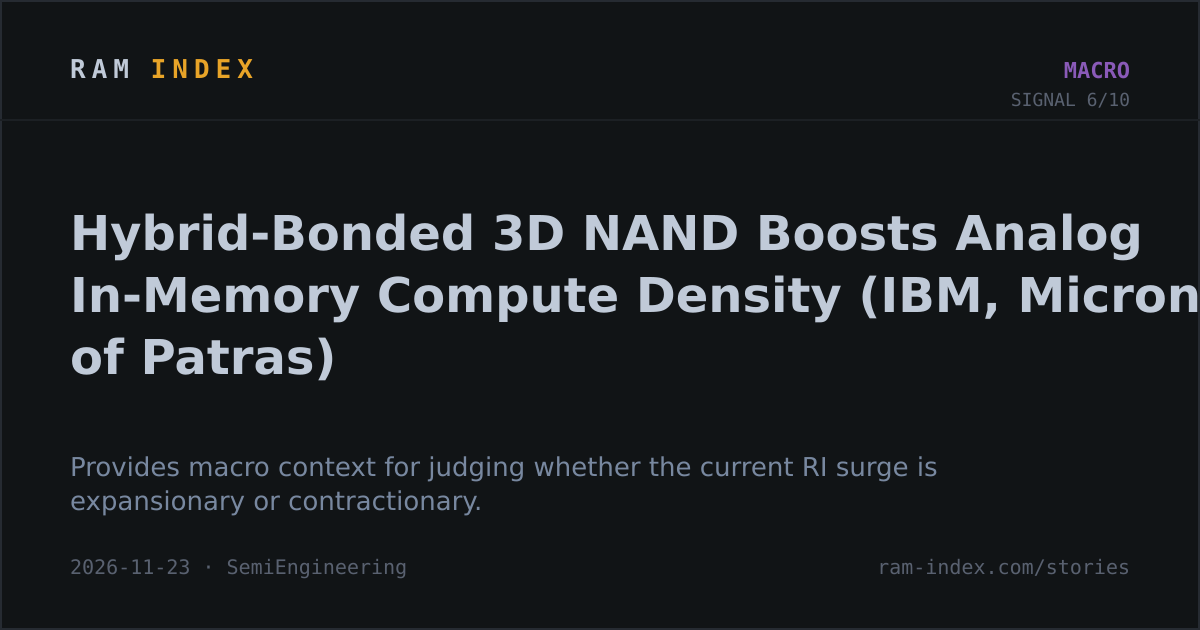 RAM INDEX
MACRO
SIGNAL 6/10
Hybrid-Bonded 3D NAND Boosts Analog
In-Memory Compute Density (IBM, Micron
of Patras)
Provides macro context for judging whether the current RI surge is
expansionary or contractionary.
2026-11-23 · SemiEngineering
ram-index.com/stories